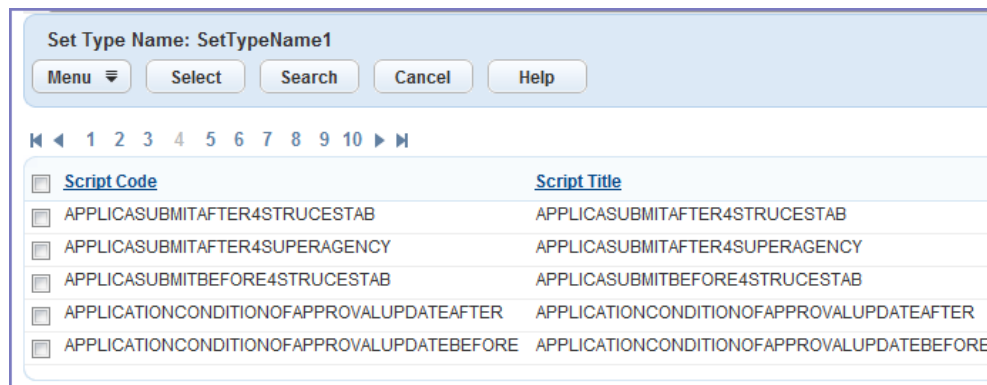 Set Type Name: SetTypeName1
Menu Select Search Cancel Help
1 2 3 4 5 6 7 8 9 10
Script Code Script Title
APPLICASUBMITAFTER4STRUCESTAB APPLICASUBMITAFTER4STRUCESTAB
APPLICASUBMITAFTER4SUPERAGENCY APPLICASUBMITAFTER4SUPERAGENCY
APPLICASUBMITBEFORE4STRUCESTAB APPLICASUBMITBEFORE4STRUCESTAB
APPLICATIONCONDITIONOFAPPROVALUPDATEAFTER APPLICATIONCONDITIONOFAPPROVALUPDATEAFTER
APPLICATIONCONDITIONOFAPPROVALUPDATEBEFORE APPLICATIONCONDITIONOFAPPROVALUPDATEBEFORE